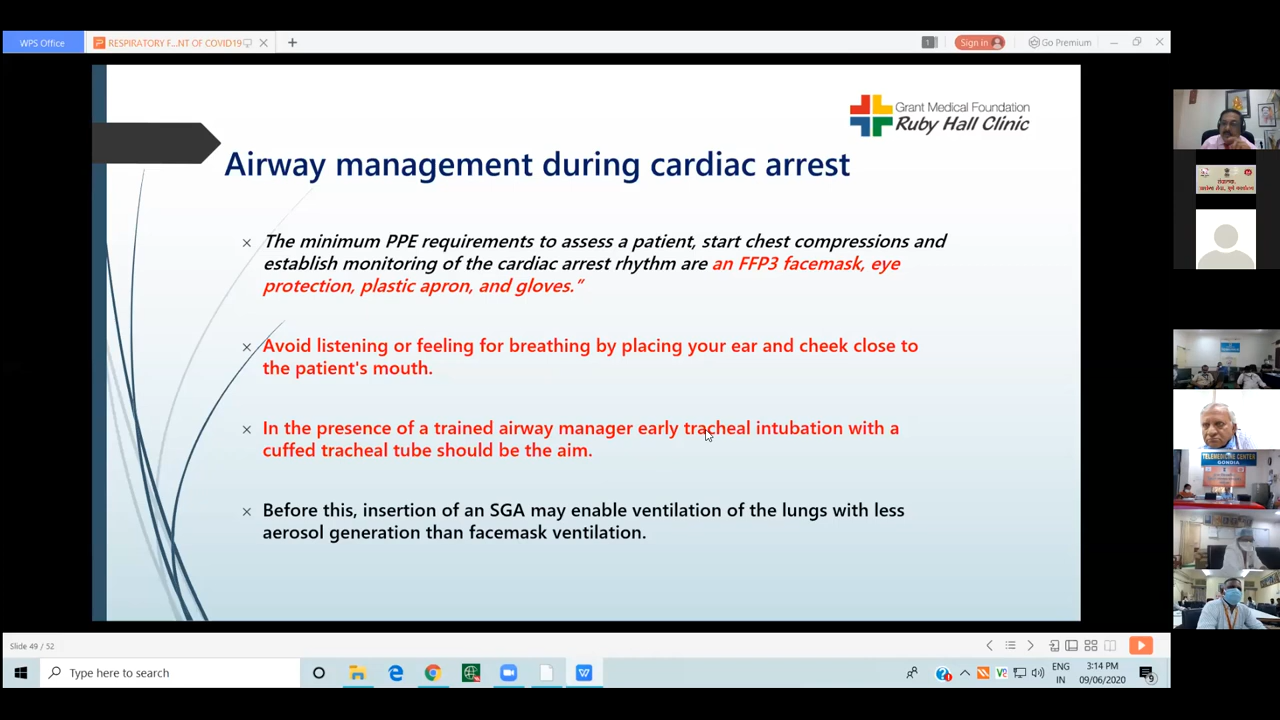 WPS Office
RESPIRATORY F...NT OF COVID19
1
Sign in
Go Premium
Grant Medical Foundation
Ruby Hall Clinic
Airway management during cardiac arrest
The minimum PPE requirements to assess a patient, start chest compressions and
establish monitoring of the cardiac arrest rhythm are an FFP3 facemask, eye
protection, plastic apron, and gloves.”
Avoid listening or feeling for breathing by placing your ear and cheek close to
the patient's mouth.
In the presence of a trained airway manager early tracheal intubation with a
cuffed tracheal tube should be the aim.
Before this, insertion of an SGA may enable ventilation of the lungs with less
aerosol generation than facemask ventilation.
TELEMEDICINE CENTER
GONDIA
Slide 49 / 52
Type here to search
ENG
IN
3:14 PM
09/06/2020
9